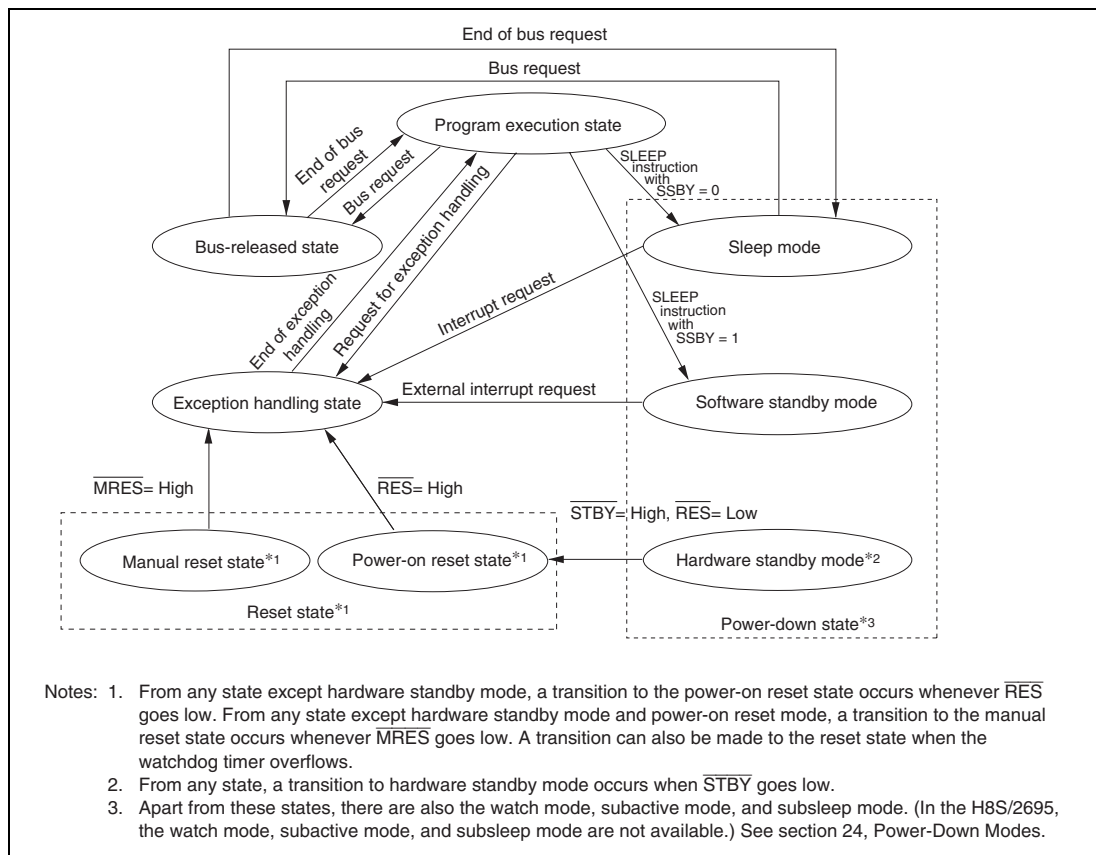 End of bus request
Bus request
Program execution state
End of bus
request
Bus request
SLEEP
instruction
with
SSBY = 0
Bus-released state
Sleep mode
End of exception
handling
Request for exception handling
Interrupt request
SLEEP
instruction
with
SSBY = 1
Exception handling state
External interrupt request
Software standby mode
M̅R̅E̅S̅= High
R̅E̅S̅= High
S̅T̅B̅Y̅= High, R̅E̅S̅= Low
Manual reset state*1
Power-on reset state*1
Hardware standby mode*2
Reset state*1
Power-down state*3
Notes: 1. From any state except hardware standby mode, a transition to the power-on reset state occurs whenever R̅E̅S̅
goes low. From any state except hardware standby mode and power-on reset mode, a transition to the manual
reset state occurs whenever M̅R̅E̅S̅ goes low. A transition can also be made to the reset state when the
watchdog timer overflows.
2. From any state, a transition to hardware standby mode occurs when S̅T̅B̅Y̅ goes low.
3. Apart from these states, there are also the watch mode, subactive mode, and subsleep mode. (In the H8S/2695,
the watch mode, subactive mode, and subsleep mode are not available.) See section 24, Power-Down Modes.